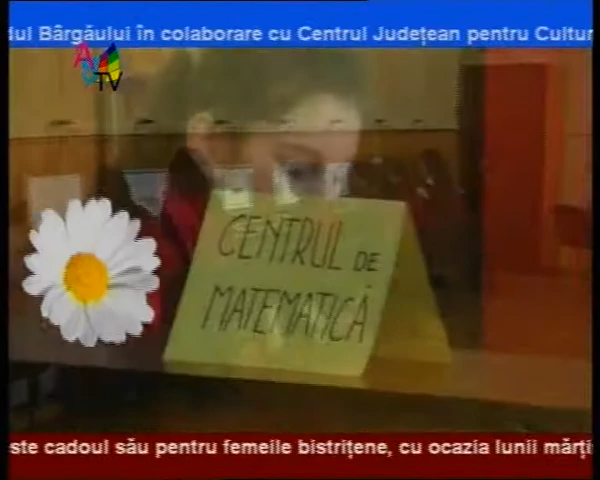 dul Bârgăului în colaborare cu Centrul Județean pentru Cultur
TV
CENTRUL DE
MATEMATICĂ
ste cadoul său pentru femeile bistrițene, cu ocazia lunii mărți